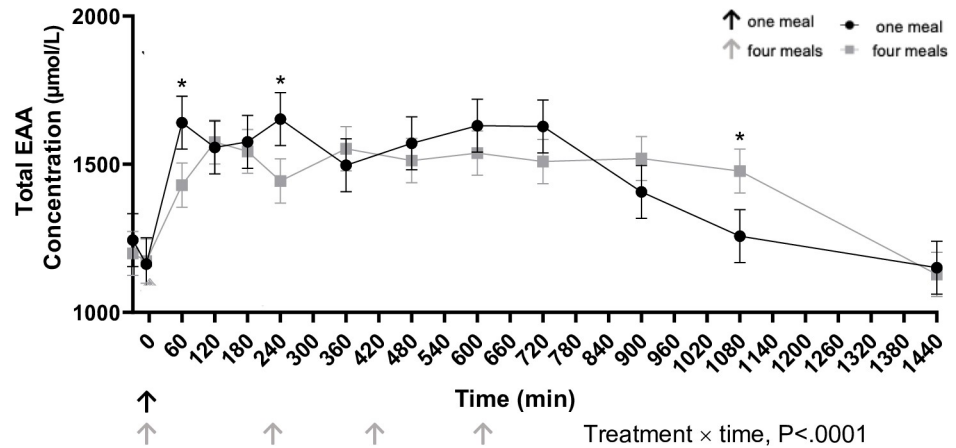 2000
1500
1000
Total EAA
Concentration (µmol/L)
one meal
four meals
one meal
four meals
* * *
0 60 120 180 240 300 360 420 480 540 600 660 720 780 840 900 960 1020 1080 1140 1200 1260 1320 1380 1440
Time (min)
Treatment × time, P<.0001